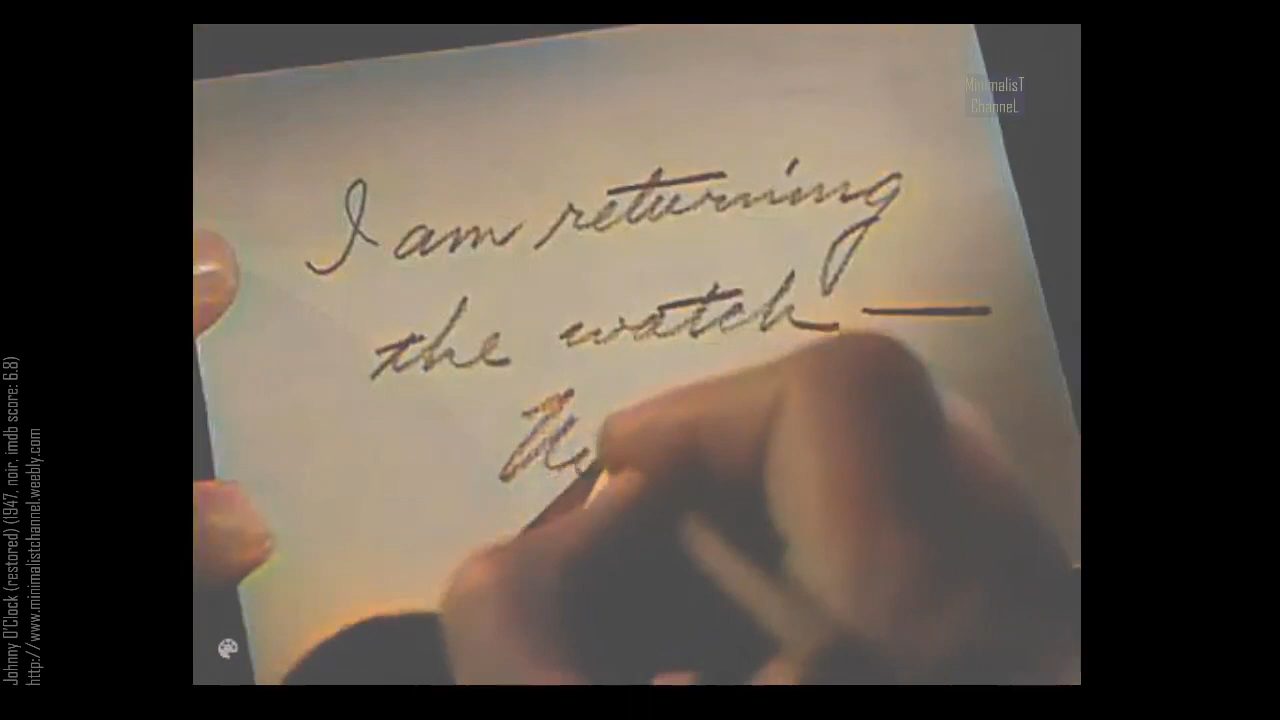 I am returning
the watch —
MinimalisT
ChanneL
Johnny O'Clock (restored) (1947, noir, imdb score: 6.8)
http://www.minimalistchannel.weebly.com